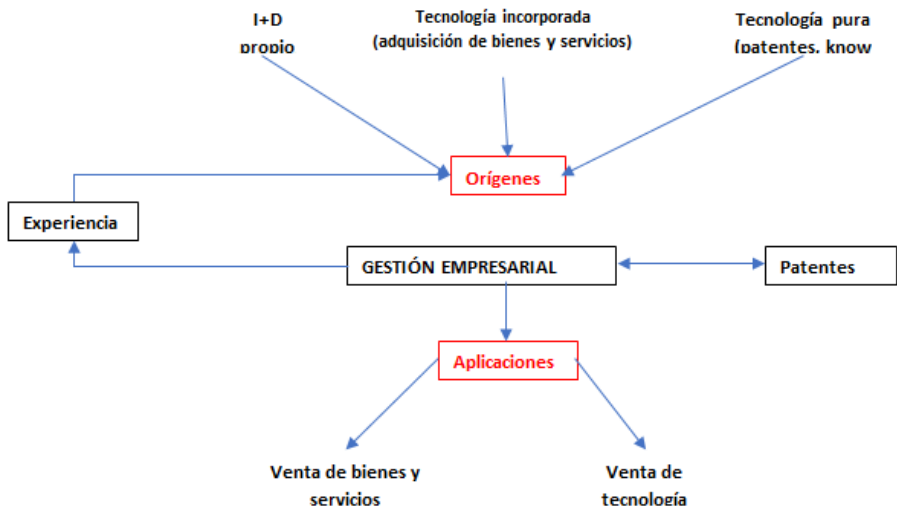 I+D
propio
Tecnología incorporada
(adquisición de bienes y servicios)
Tecnología pura
(patentes, know
Orígenes
Experiencia
GESTIÓN EMPRESARIAL
Patentes
Aplicaciones
Venta de bienes y
servicios
Venta de
tecnología